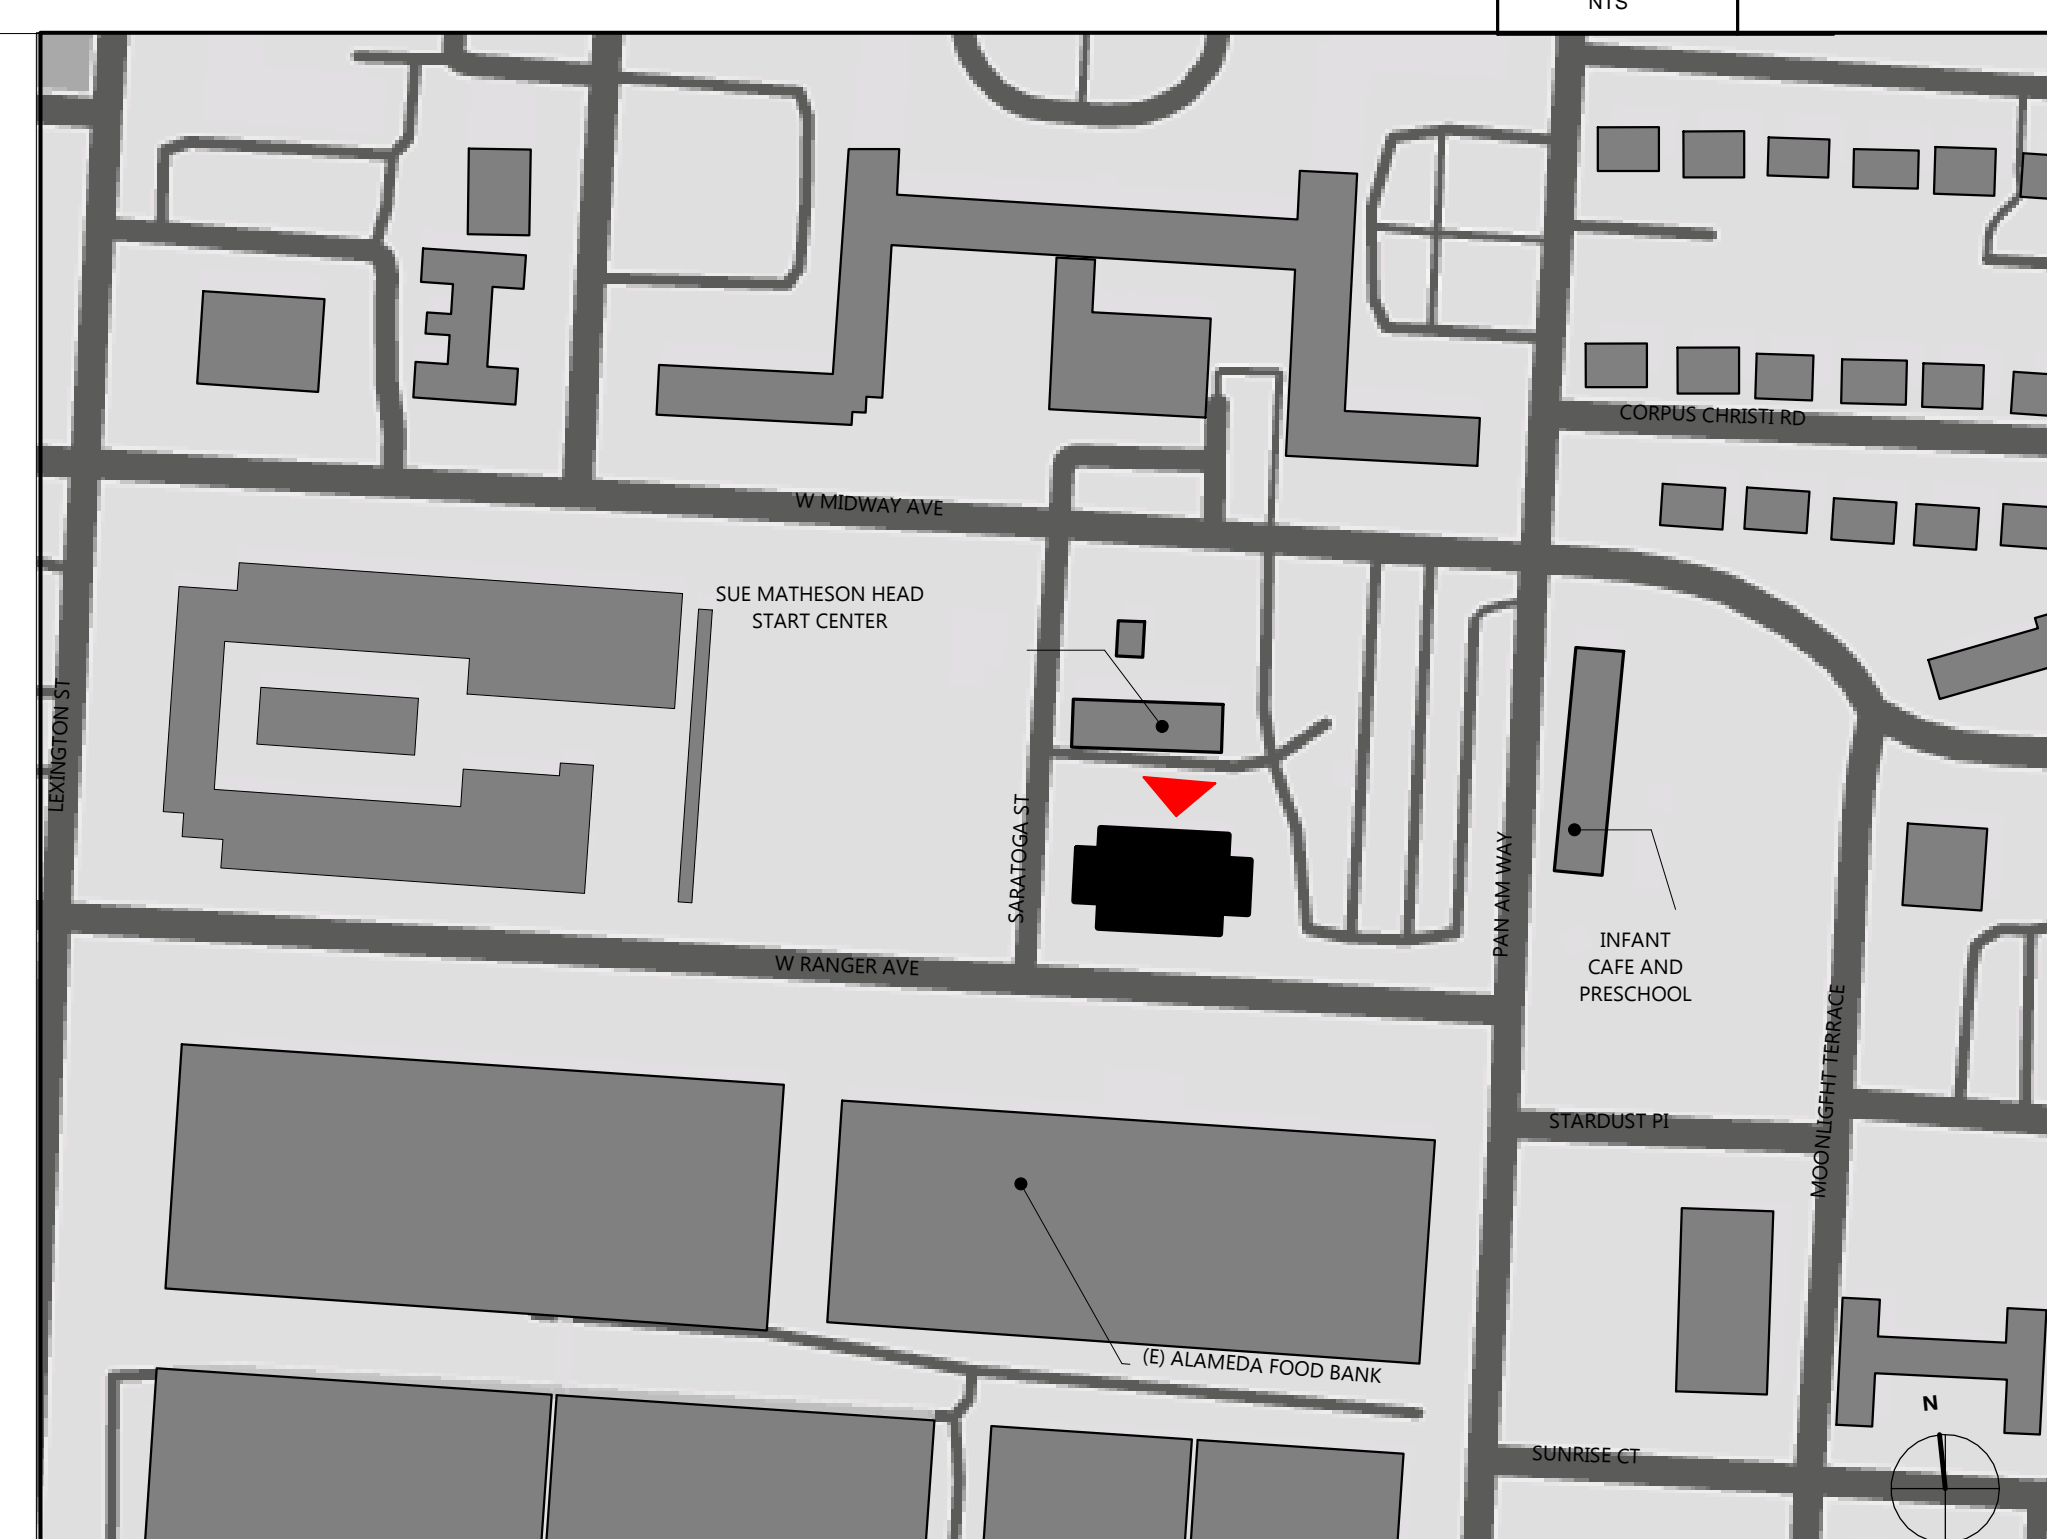 NTS
CORPUS CHRISTI RD
W MIDWAY AVE
SUE MATHESON HEAD
START CENTER
LEXINGTON ST
SARATOGA ST
PAN AM WAY
INFANT
CAFE AND
PRESCHOOL
W RANGER AVE
MOONLIGFHT TERRACE
STARDUST PI
(E) ALAMEDA FOOD BANK
N
SUNRISE CT